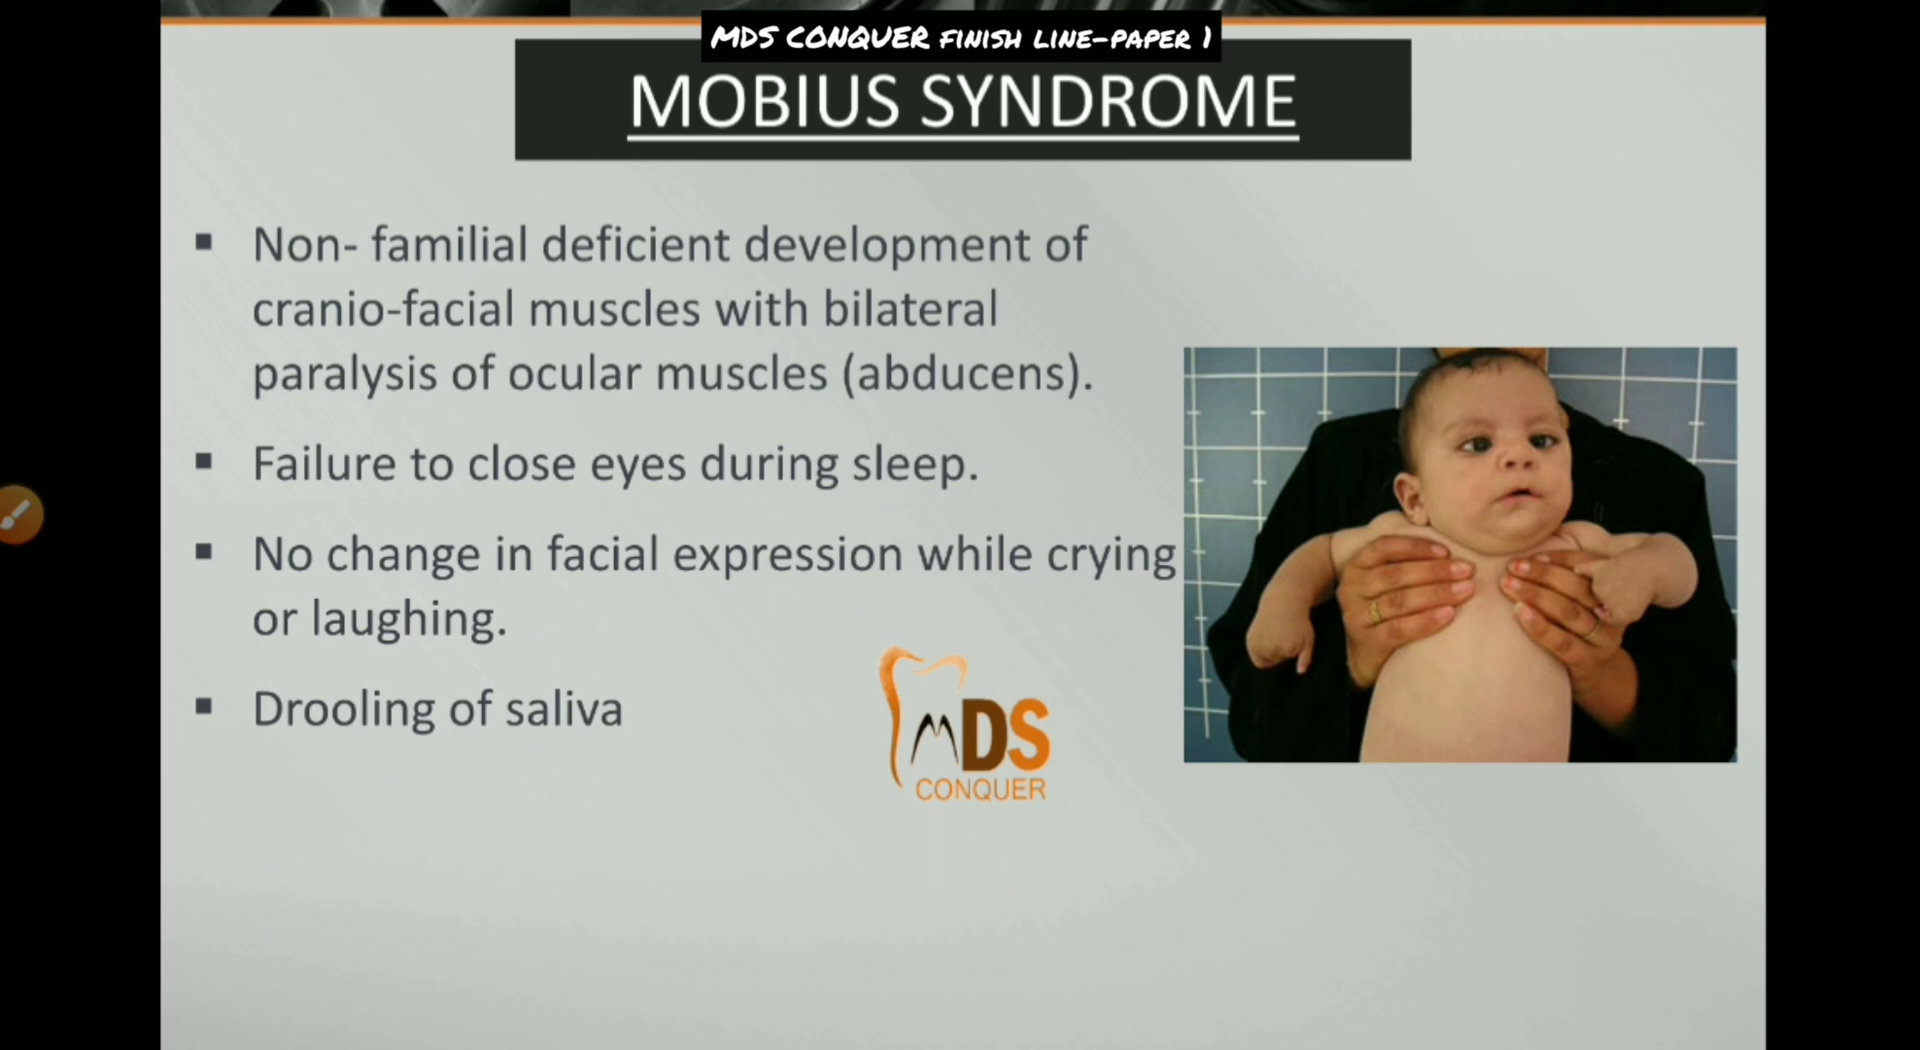 MDS CONQUER FINISH LINE-PAPER 1
MOBIUS SYNDROME
▪ Non- familial deficient development of
cranio-facial muscles with bilateral
paralysis of ocular muscles (abducens).
▪ Failure to close eyes during sleep.
▪ No change in facial expression while crying
or laughing.
▪ Drooling of saliva
MDS
CONQUER